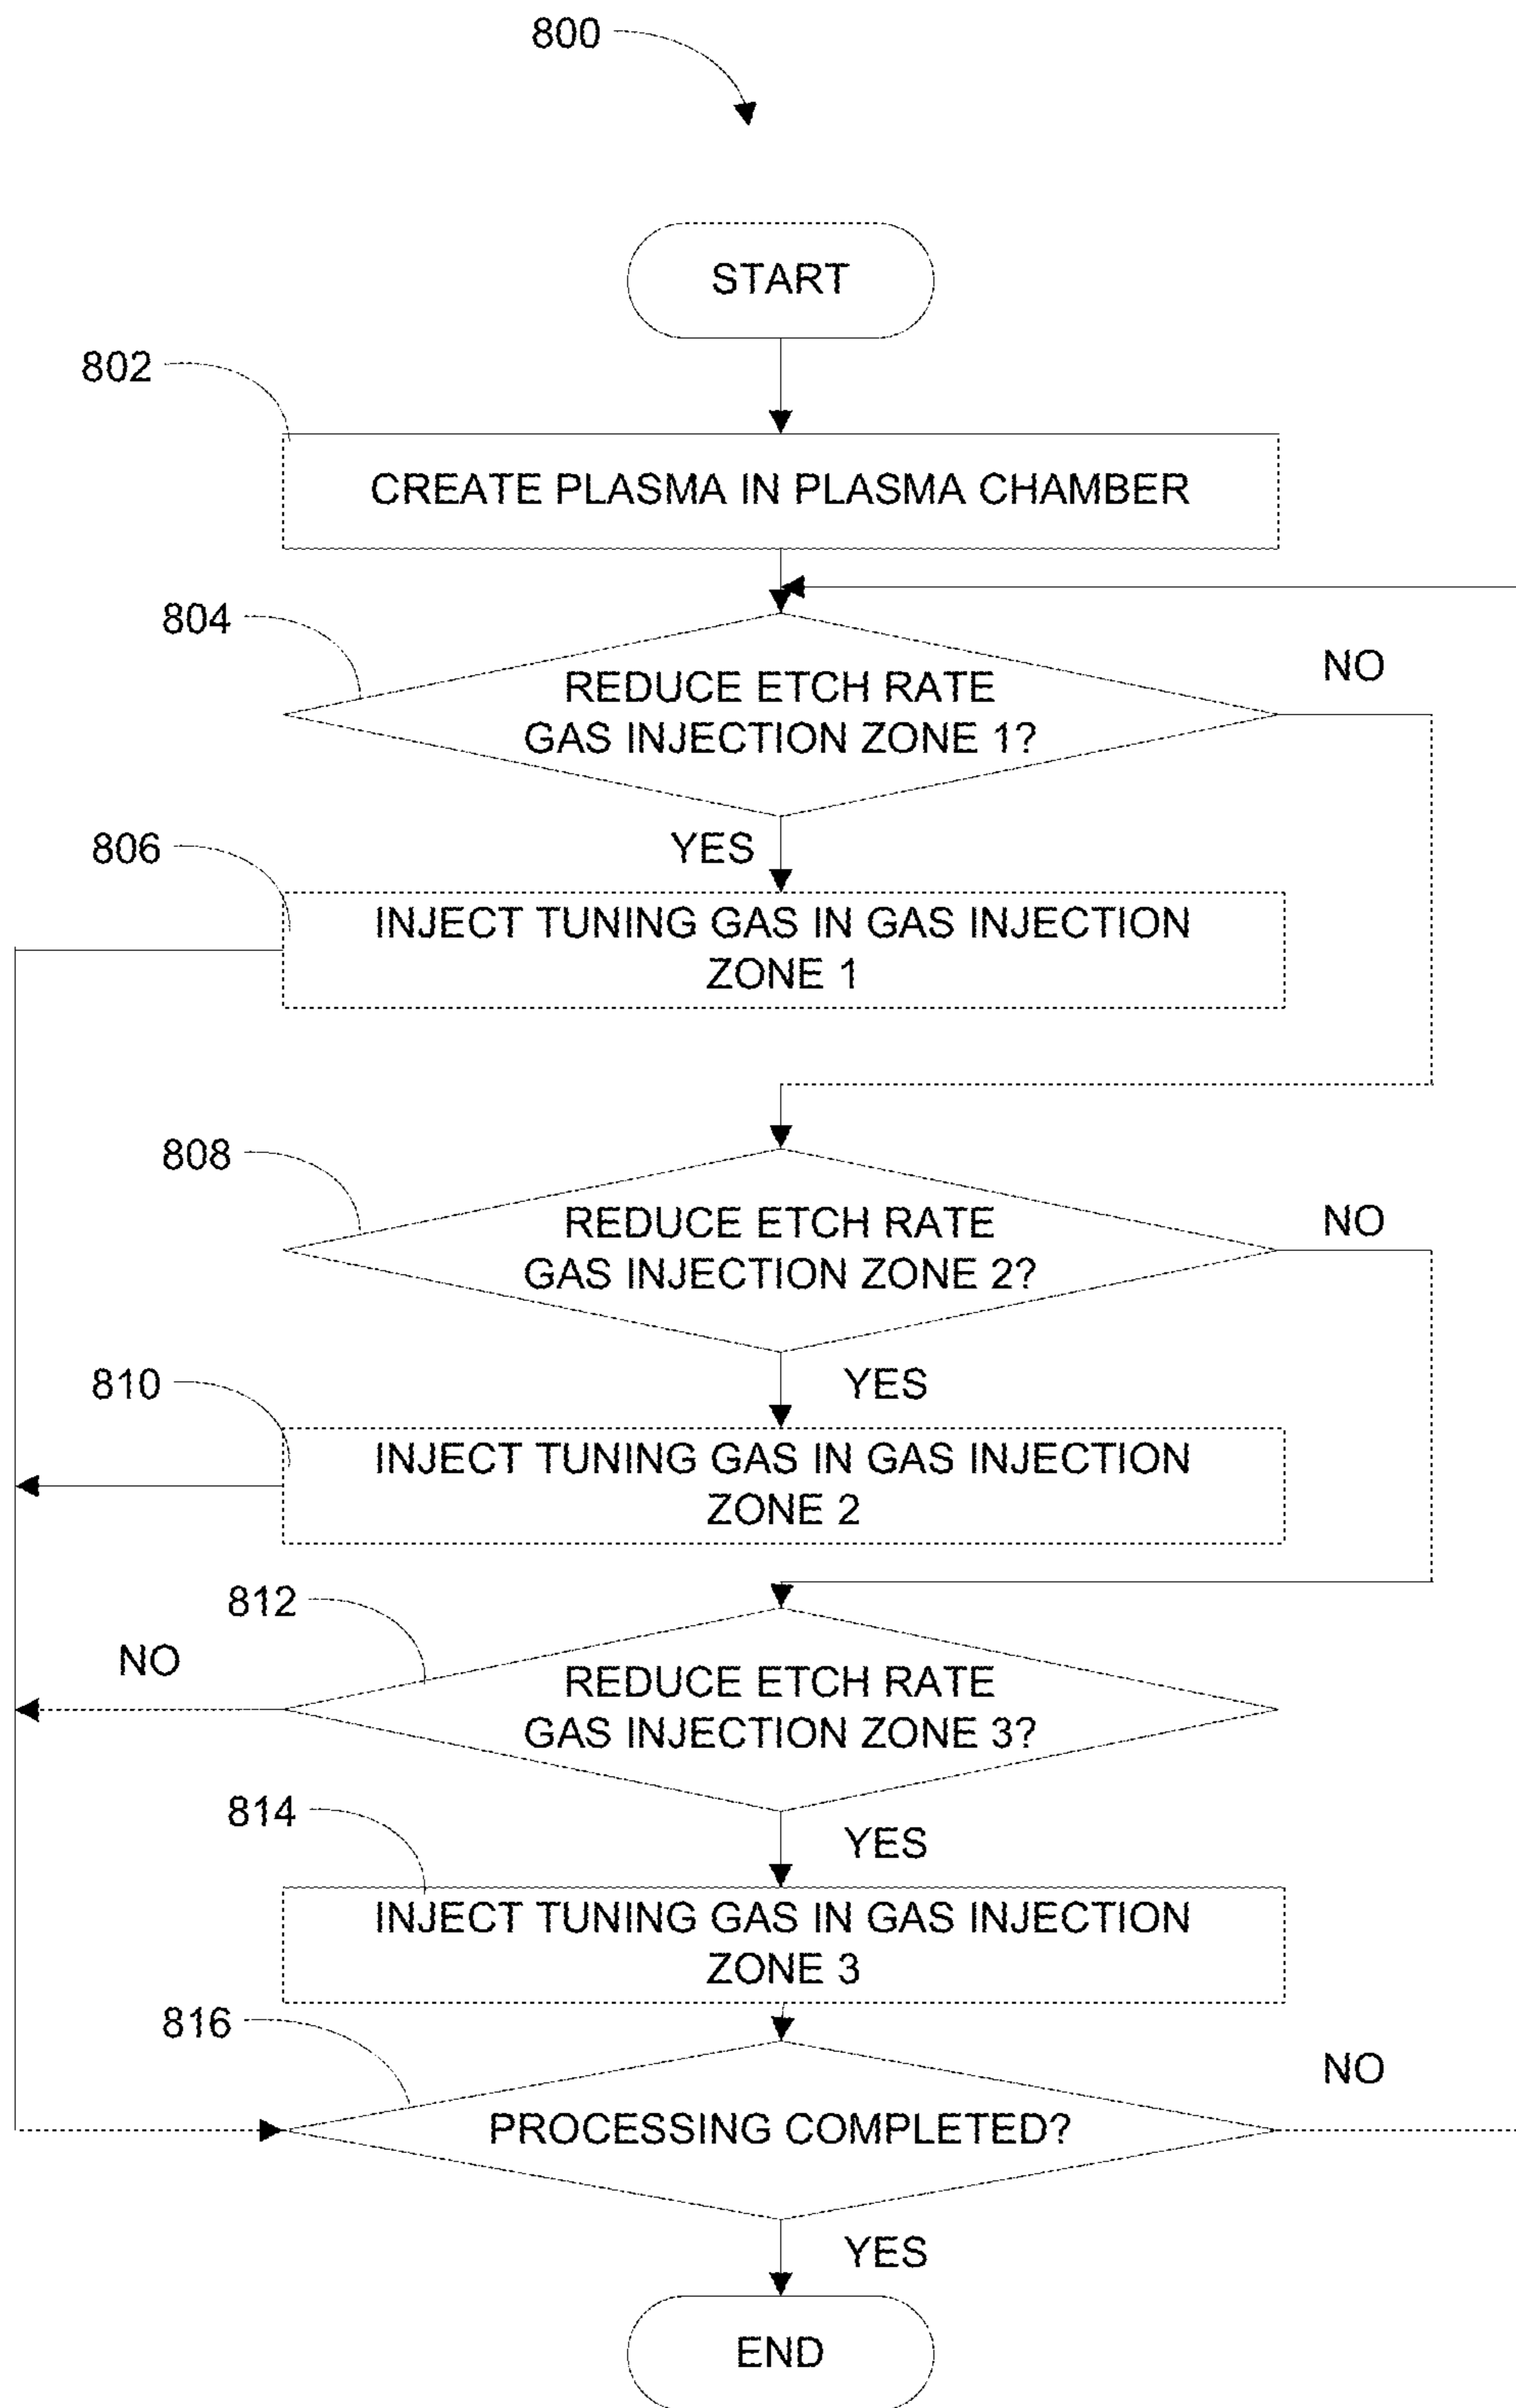 800
START
802
CREATE PLASMA IN PLASMA CHAMBER
804
REDUCE ETCH RATE
GAS INJECTION ZONE 1?
NO
YES
806
INJECT TUNING GAS IN GAS INJECTION
ZONE 1
808
REDUCE ETCH RATE
GAS INJECTION ZONE 2?
NO
YES
810
INJECT TUNING GAS IN GAS INJECTION
ZONE 2
812
NO
REDUCE ETCH RATE
GAS INJECTION ZONE 3?
YES
814
INJECT TUNING GAS IN GAS INJECTION
ZONE 3
816
PROCESSING COMPLETED?
NO
YES
END